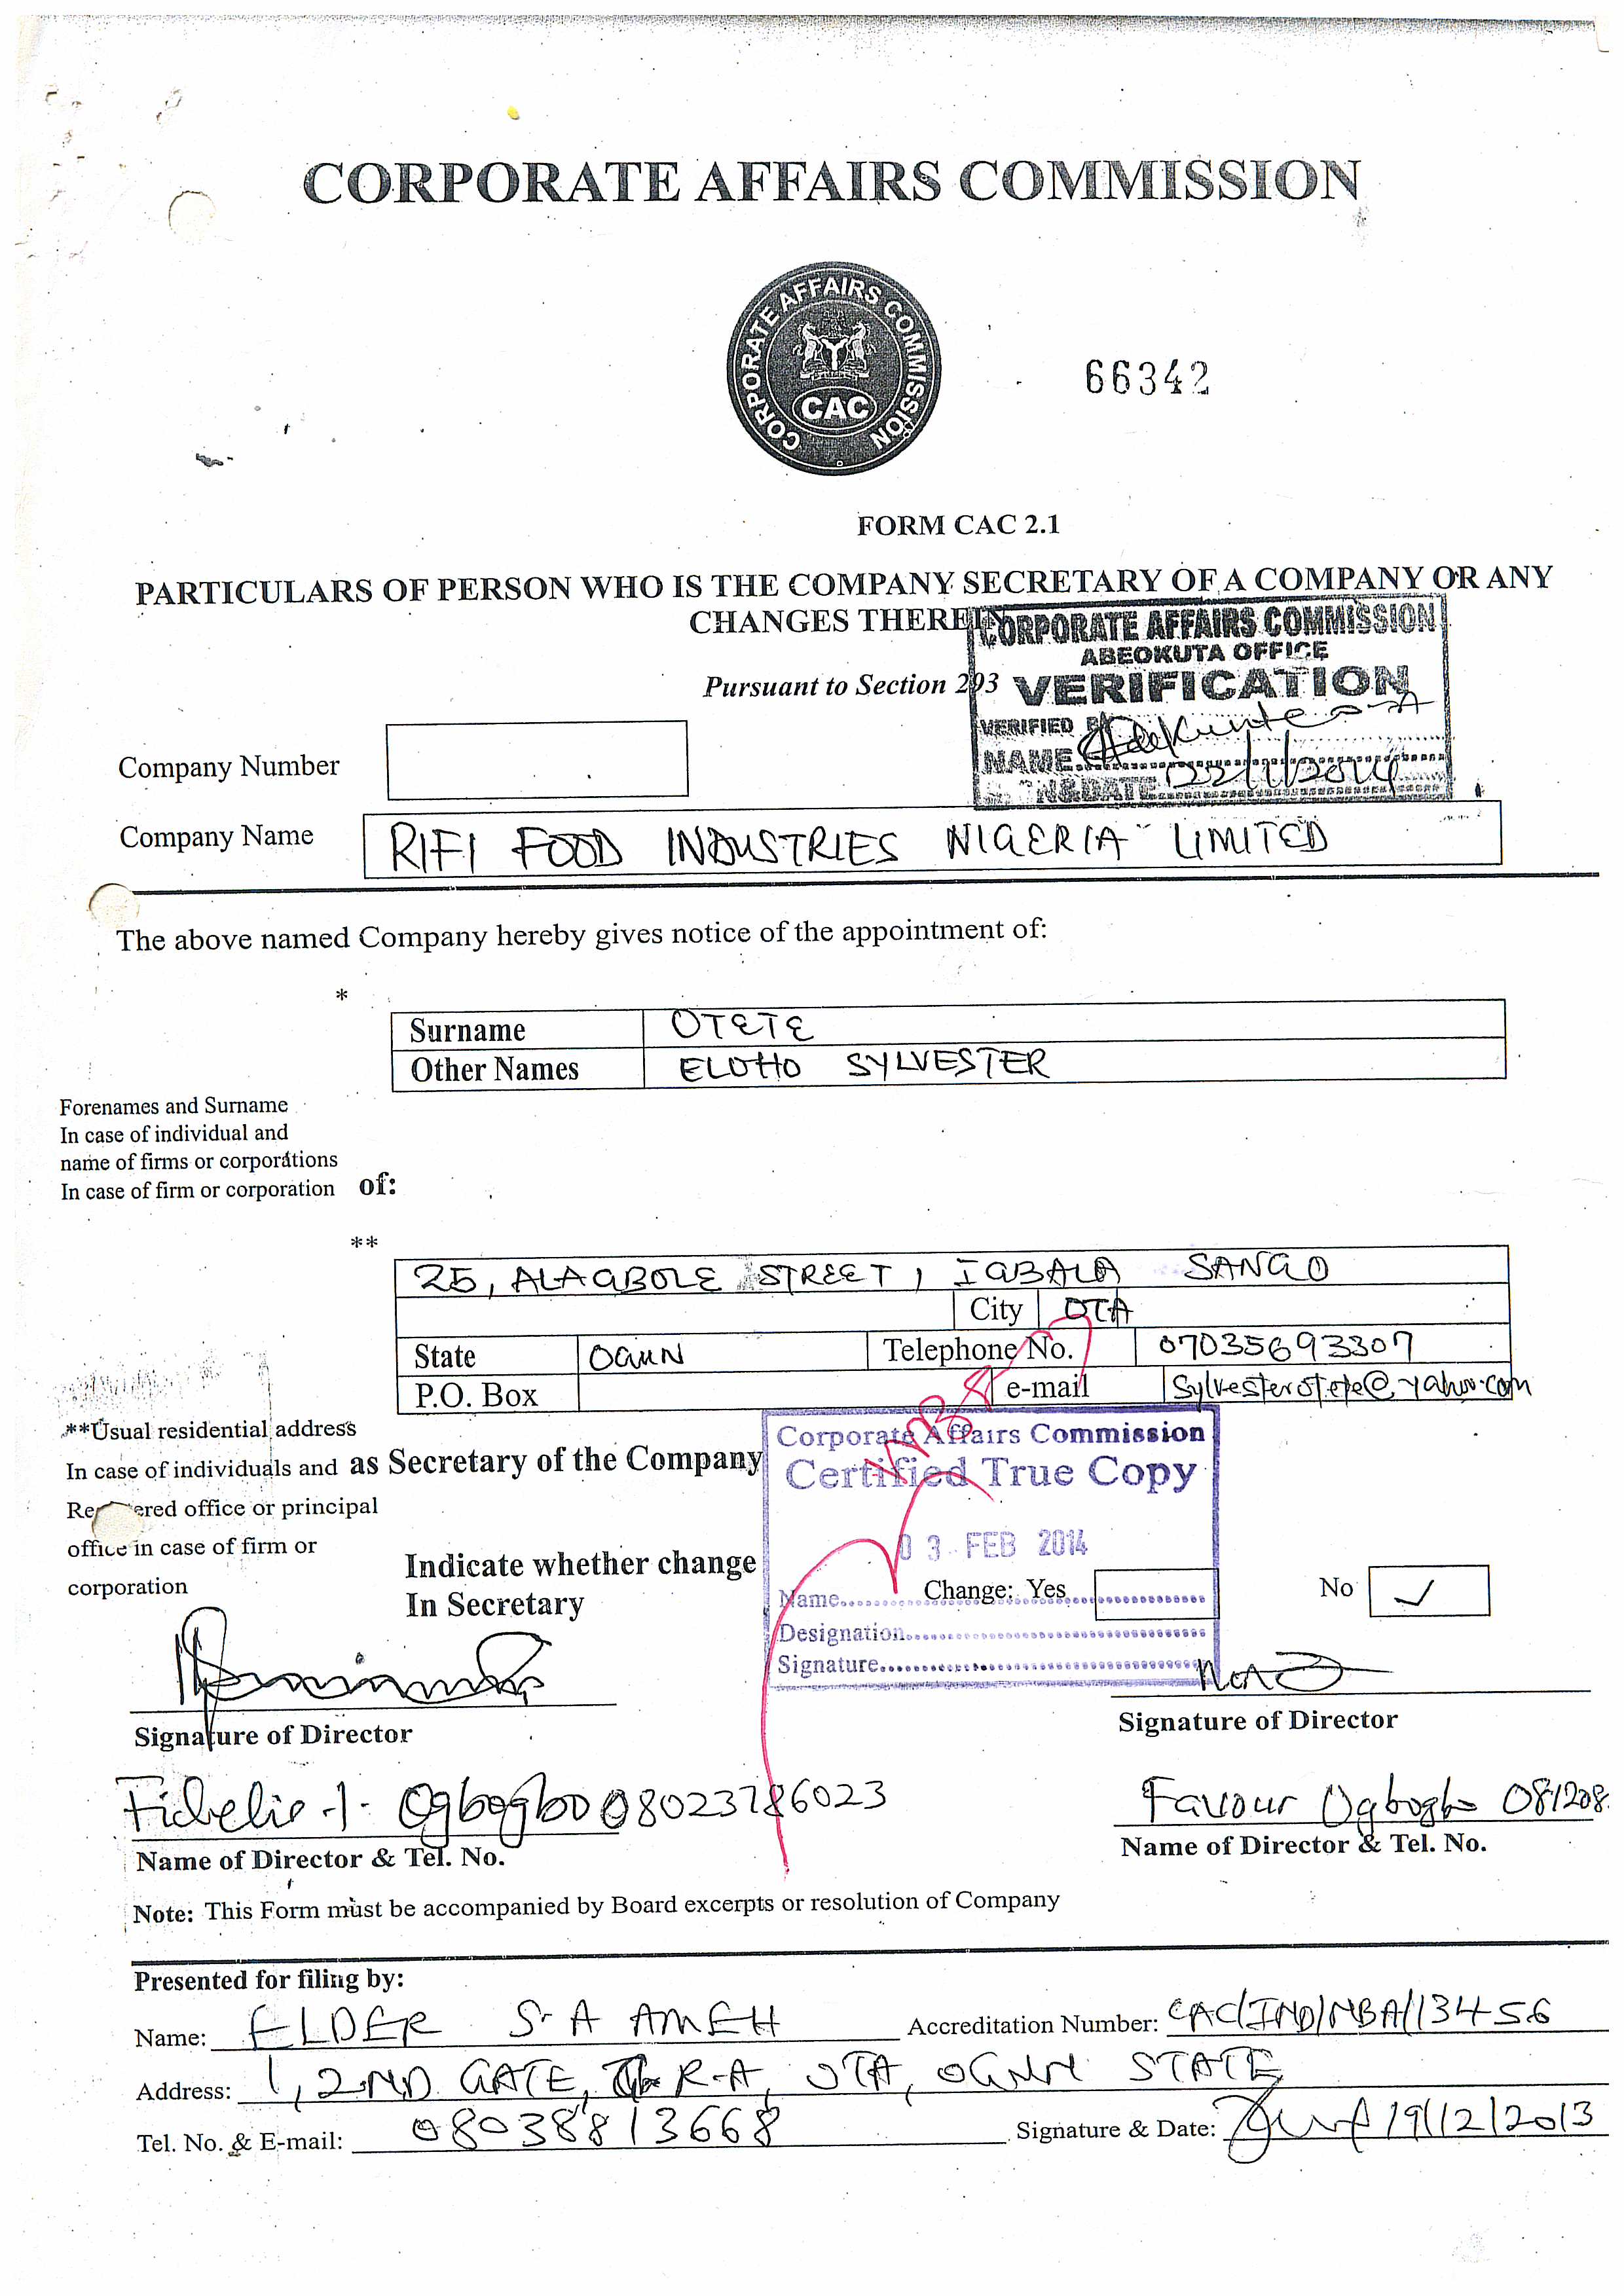 CORPORATE AFFAIRS COMMISSION
CORPORATE AFFAIRS COMMISSION
CAC
66342
FORM CAC 2.1
PARTICULARS OF PERSON WHO IS THE COMPANY SECRETARY OF A COMPANY OR ANY
CHANGES THEREIN
CORPORATE AFFAIRS COMMISSION
ABEOKUTA OFFICE
Pursuant to Section 293
VERIFICATION
VERIFIED BY
NAME Adekunle
SIGN & DATE 22/1/2014
Company Number
Company Name RIFI FOOD INDUSTRIES NIGERIA LIMITED
The above named Company hereby gives notice of the appointment of:
*
Surname OTETE
Other Names ELOHO SYLVESTER
Forenames and Surname
In case of individual and
name of firms or corporations
In case of firm or corporation of:
**
25, ALAGBOLE STREET, IGBALA SANGO
City OTA
State OGUN Telephone No. 07035693307
P.O. Box e-mail Sylvesterotete@yahoo.com
**Usual residential address
In case of individuals and as Secretary of the Company
Registered office or principal
office in case of firm or
corporation
Corporate Affairs Commission
Certified True Copy
03 FEB 2014
Name
Designation
Signature
Indicate whether change
In Secretary
Change: Yes No ✓
Signature of Director Signature of Director
Fidelis .I. Ogbogbo 08023786023 Favour Ogbogbo 081208
Name of Director & Tel. No. Name of Director & Tel. No.
Note: This Form must be accompanied by Board excerpts or resolution of Company
Presented for filing by:
Name: ELDER S. A AMEH Accreditation Number: CAC/IND/NBA/13456
Address: 1, 2ND GATE, G-R-A, OTA, OGUN STATE
Tel. No. & E-mail: 08038813668 Signature & Date: 19/12/2013